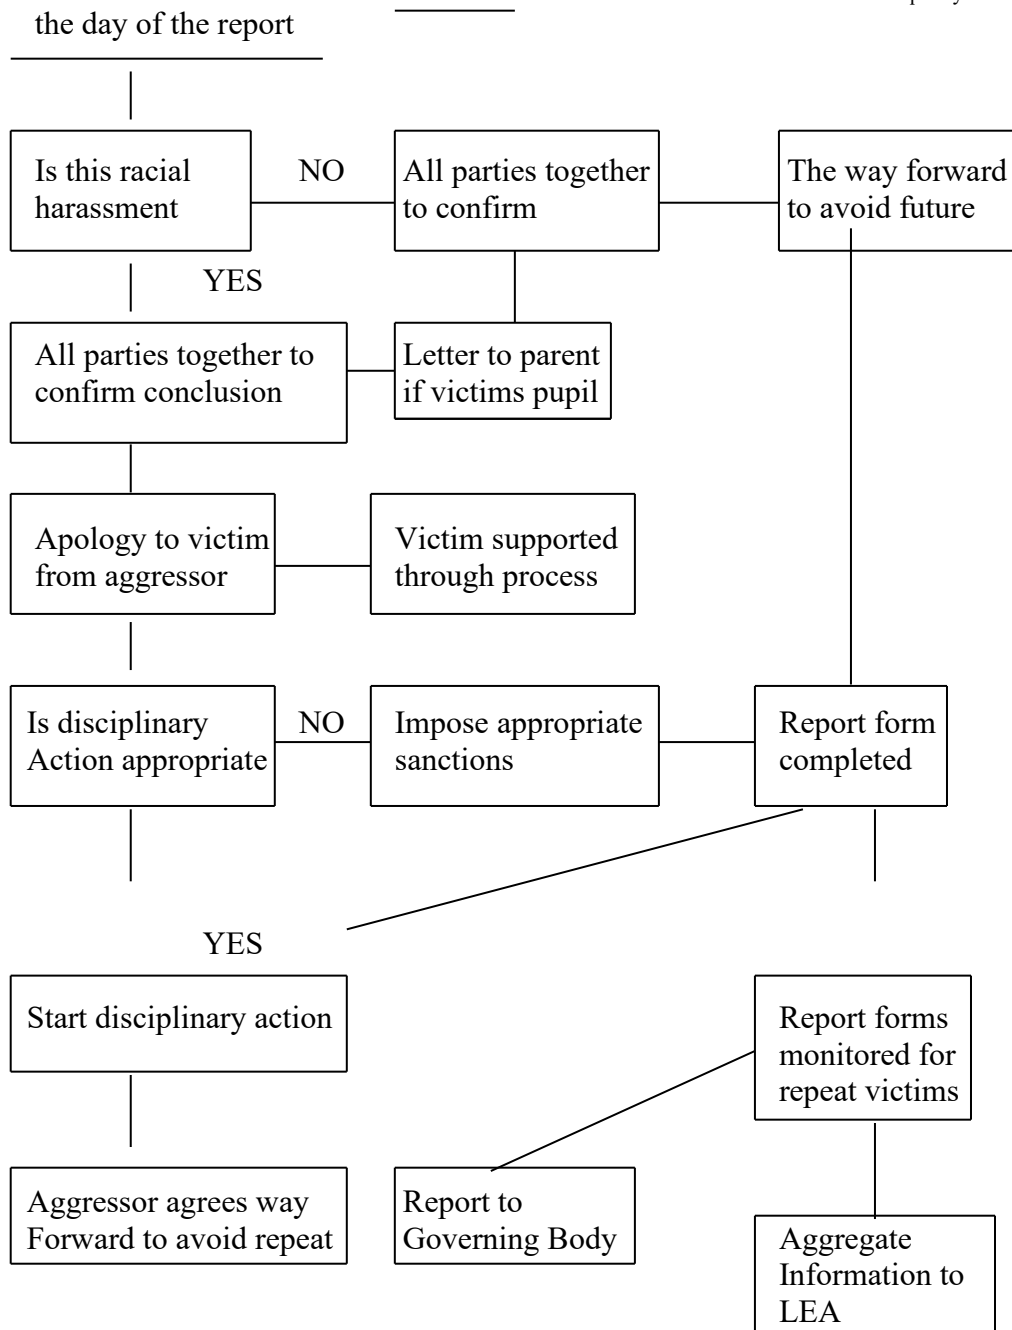 the day of the report
Is this racial
harassment
NO
All parties together
to confirm
The way forward
to avoid future
YES
All parties together to
confirm conclusion
Letter to parent
if victims pupil
Apology to victim
from aggressor
Victim supported
through process
Is disciplinary
Action appropriate
NO
Impose appropriate
sanctions
Report form
completed
YES
Start disciplinary action
Report forms
monitored for
repeat victims
Aggressor agrees way
Forward to avoid repeat
Report to
Governing Body
Aggregate
Information to
LEA